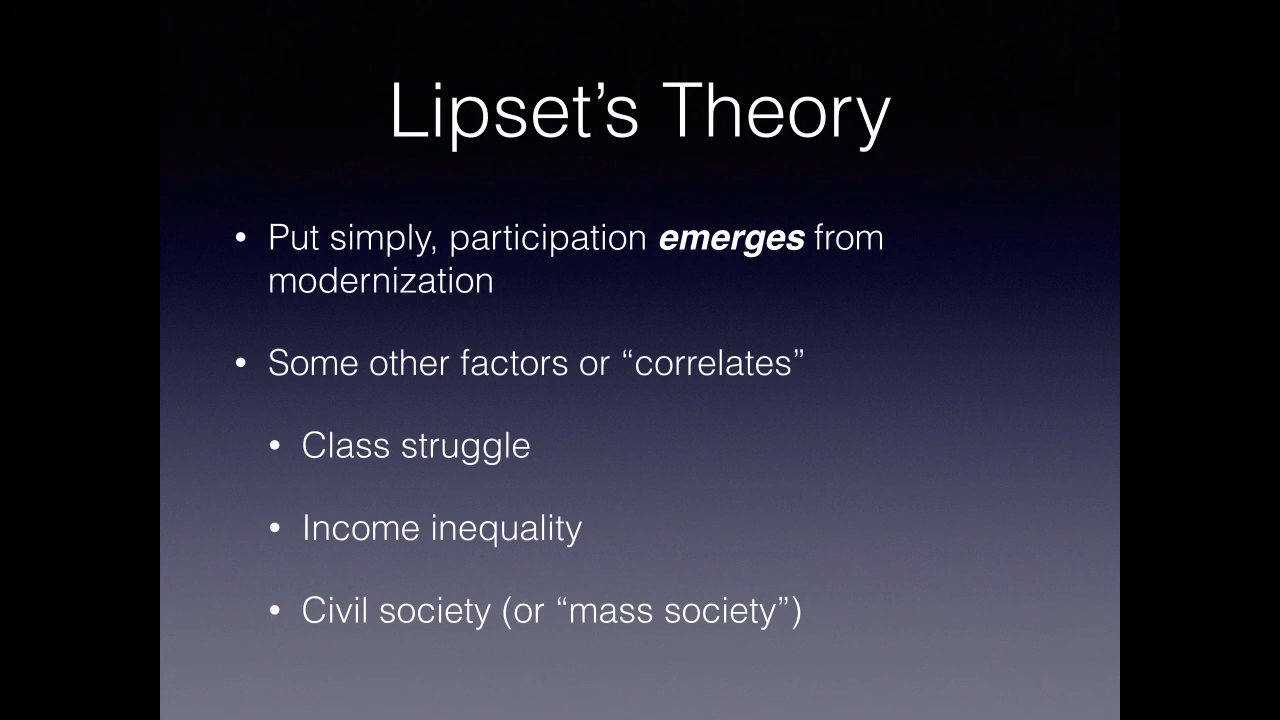 Lipset’s Theory
• Put simply, participation emerges from
modernization
• Some other factors or “correlates”
• Class struggle
• Income inequality
• Civil society (or “mass society”)